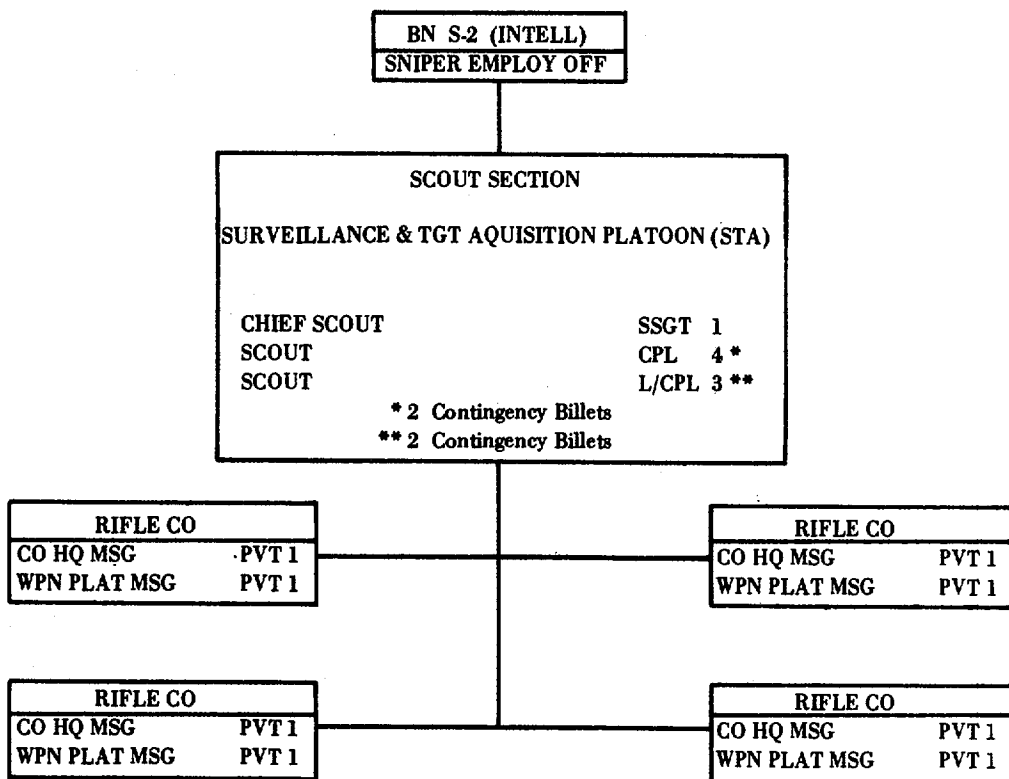 BN S-2 (INTELL)
SNIPER EMPLOY OFF
SCOUT SECTION
SURVEILLANCE & TGT AQUISITION PLATOON (STA)
CHIEF SCOUT SSGT 1
SCOUT CPL 4 *
SCOUT L/CPL 3 **
* 2 Contingency Billets
** 2 Contingency Billets
RIFLE CO
CO HQ MSG PVT 1
WPN PLAT MSG PVT 1
RIFLE CO
CO HQ MSG PVT 1
WPN PLAT MSG PVT 1
RIFLE CO
CO HQ MSG PVT 1
WPN PLAT MSG PVT 1
RIFLE CO
CO HQ MSG PVT 1
WPN PLAT MSG PVT 1